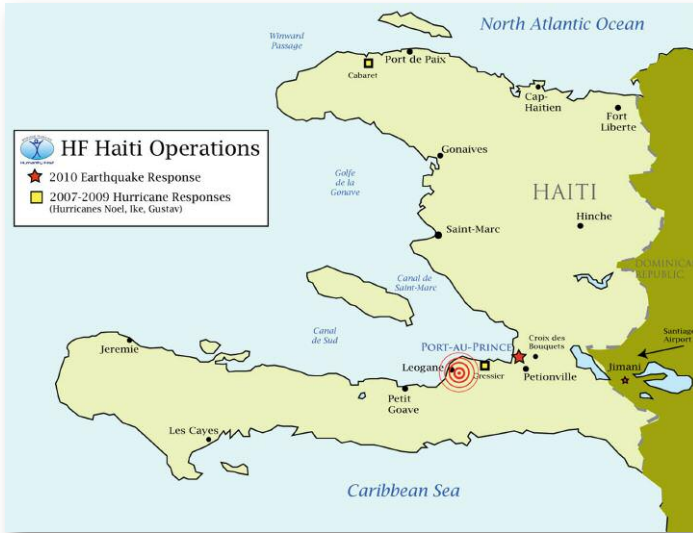 North Atlantic Ocean
Winward
Passage
Port de Paix
Cabaret
Cap-
Haitien
Fort
Liberte
HF Haiti Operations
2010 Earthquake Response
2007-2009 Hurricane Responses
(Hurricanes Noel, Ike, Gustav)
Gonaives
Golfe
de la
Gonave
HAITI
Hinche
Saint-Marc
DOMINICAN
REPUBLIC
Canal de
Saint-Marc
Canal
de Sud
PORT-AU-PRINCE
Croix des
Bouquets
Santiago
Airport
Jeremie
Leogane
Gressier
Petionville
Jimani
Petit
Goave
Les Cayes
Caribbean Sea